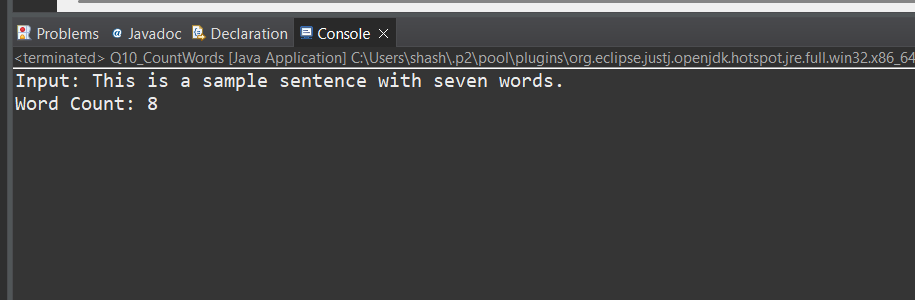 Problems Javadoc Declaration Console
<terminated> Q10_CountWords [Java Application] C:\Users\shash\.p2\pool\plugins\org.eclipse.justj.openjdk.hotspot.jre.full.win32.x86_64
Input: This is a sample sentence with seven words.
Word Count: 8